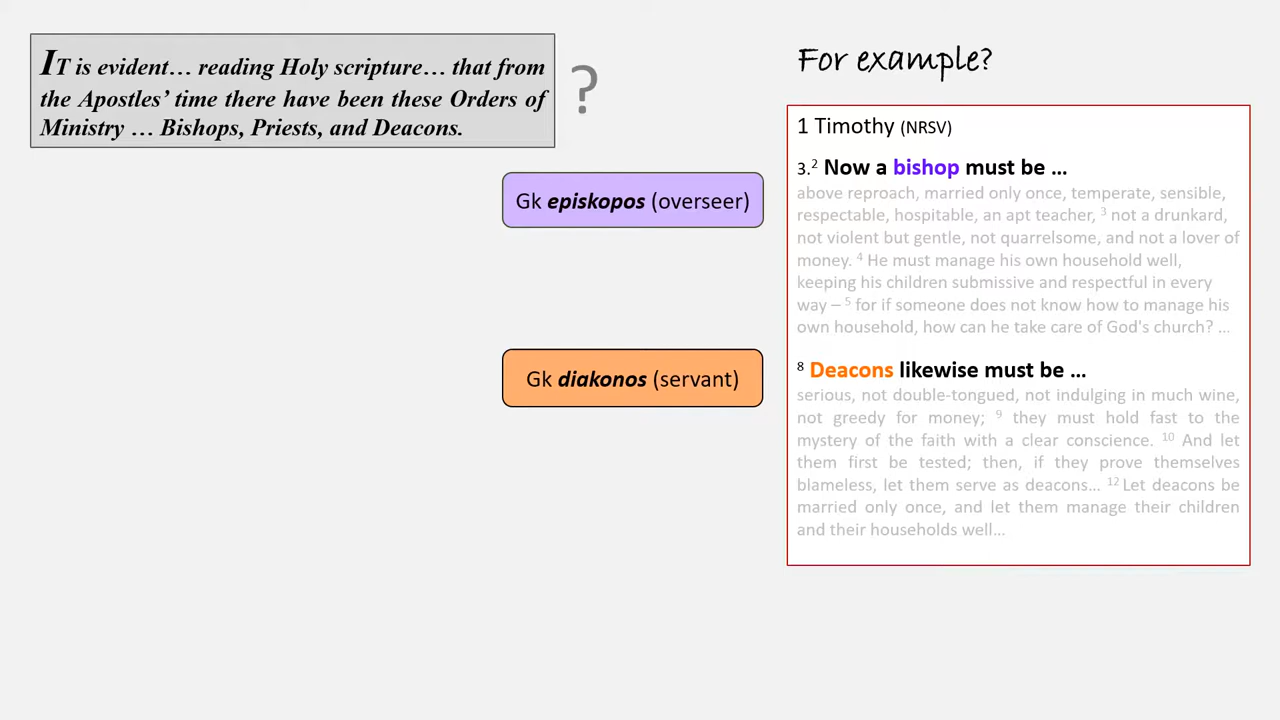 IT is evident… reading Holy scripture… that from
the Apostles’ time there have been these Orders of
Ministry … Bishops, Priests, and Deacons.
?
For example?
Gk episkopos (overseer)
Gk diakonos (servant)
1 Timothy (NRSV)
3.² Now a bishop must be …
above reproach, married only once, temperate, sensible,
respectable, hospitable, an apt teacher, ³ not a drunkard,
not violent but gentle, not quarrelsome, and not a lover of
money. ⁴ He must manage his own household well,
keeping his children submissive and respectful in every
way – ⁵ for if someone does not know how to manage his
own household, how can he take care of God's church? …
⁸ Deacons likewise must be …
serious, not double-tongued, not indulging in much wine,
not greedy for money; ⁹ they must hold fast to the
mystery of the faith with a clear conscience. ¹⁰ And let
them first be tested; then, if they prove themselves
blameless, let them serve as deacons… ¹² Let deacons be
married only once, and let them manage their children
and their households well…